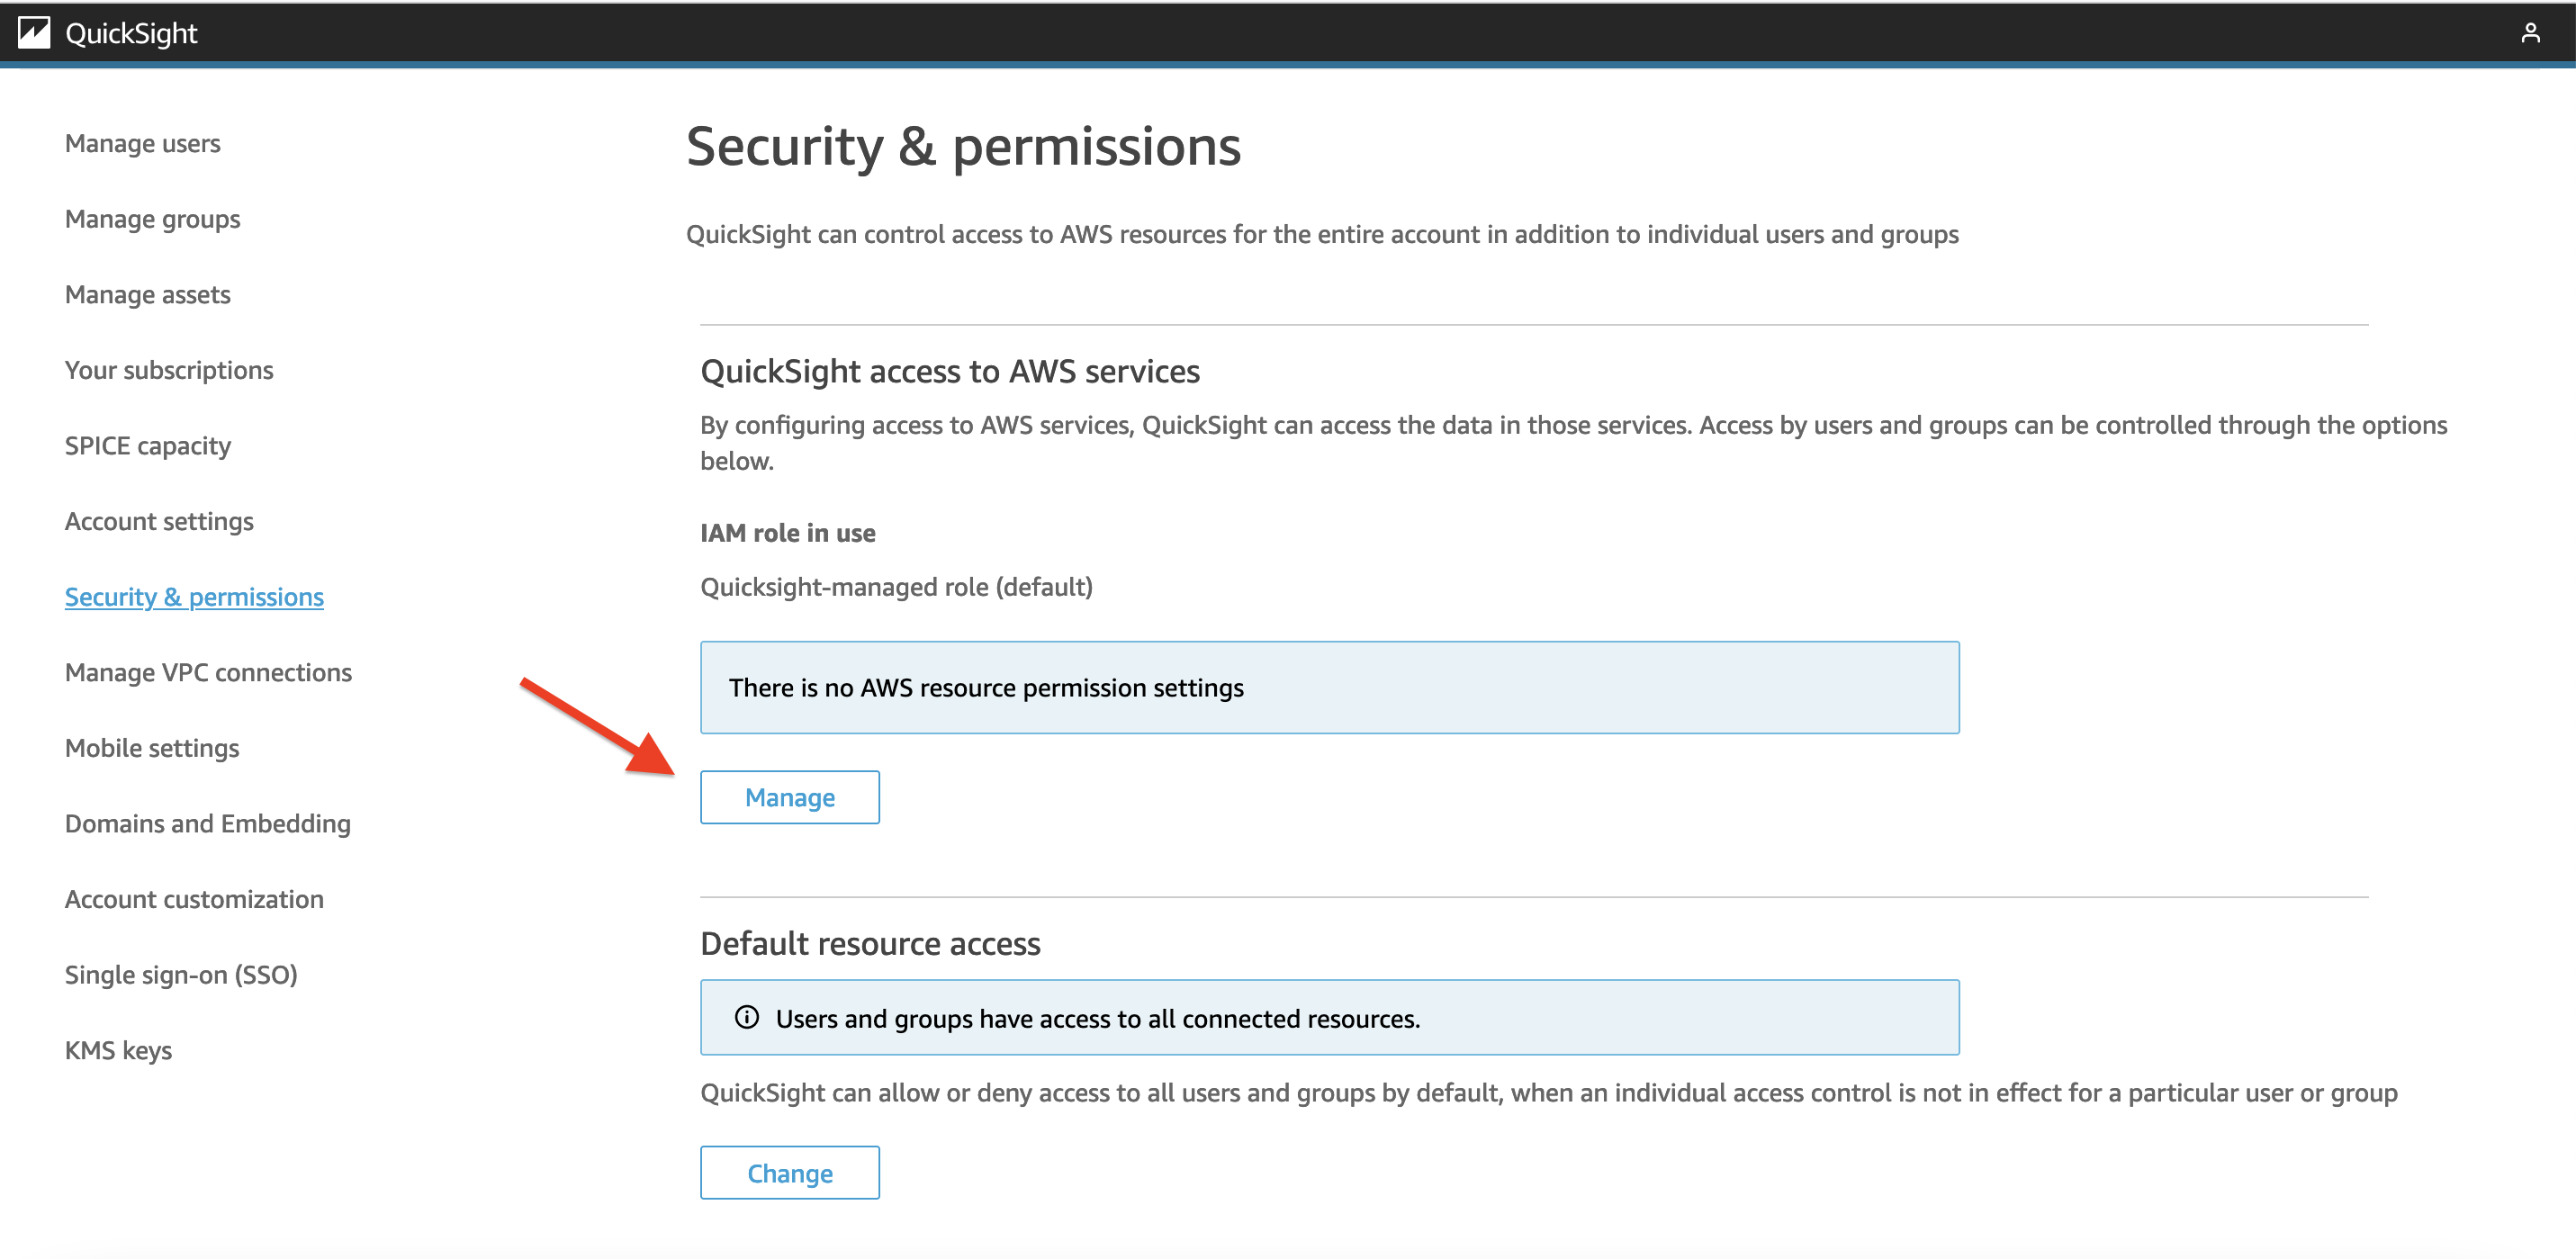 QuickSight
Manage users
Manage groups
Manage assets
Your subscriptions
SPICE capacity
Account settings
Security & permissions
Manage VPC connections
Mobile settings
Domains and Embedding
Account customization
Single sign-on (SSO)
KMS keys
Security & permissions
QuickSight can control access to AWS resources for the entire account in addition to individual users and groups
QuickSight access to AWS services
By configuring access to AWS services, QuickSight can access the data in those services. Access by users and groups can be controlled through the options
below.
IAM role in use
Quicksight-managed role (default)
There is no AWS resource permission settings
Manage
Default resource access
Users and groups have access to all connected resources.
QuickSight can allow or deny access to all users and groups by default, when an individual access control is not in effect for a particular user or group
Change